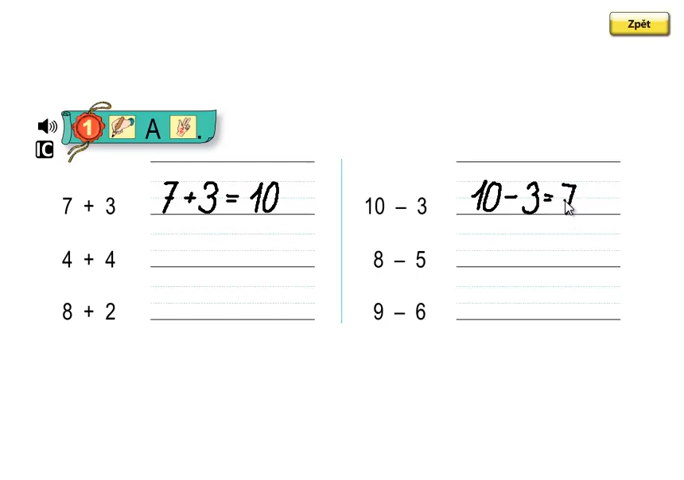 Zpět
1 A .
IC
7 + 3 7 + 3 = 10
4 + 4
8 + 2
10 – 3 10 – 3 = 7
8 – 5
9 – 6